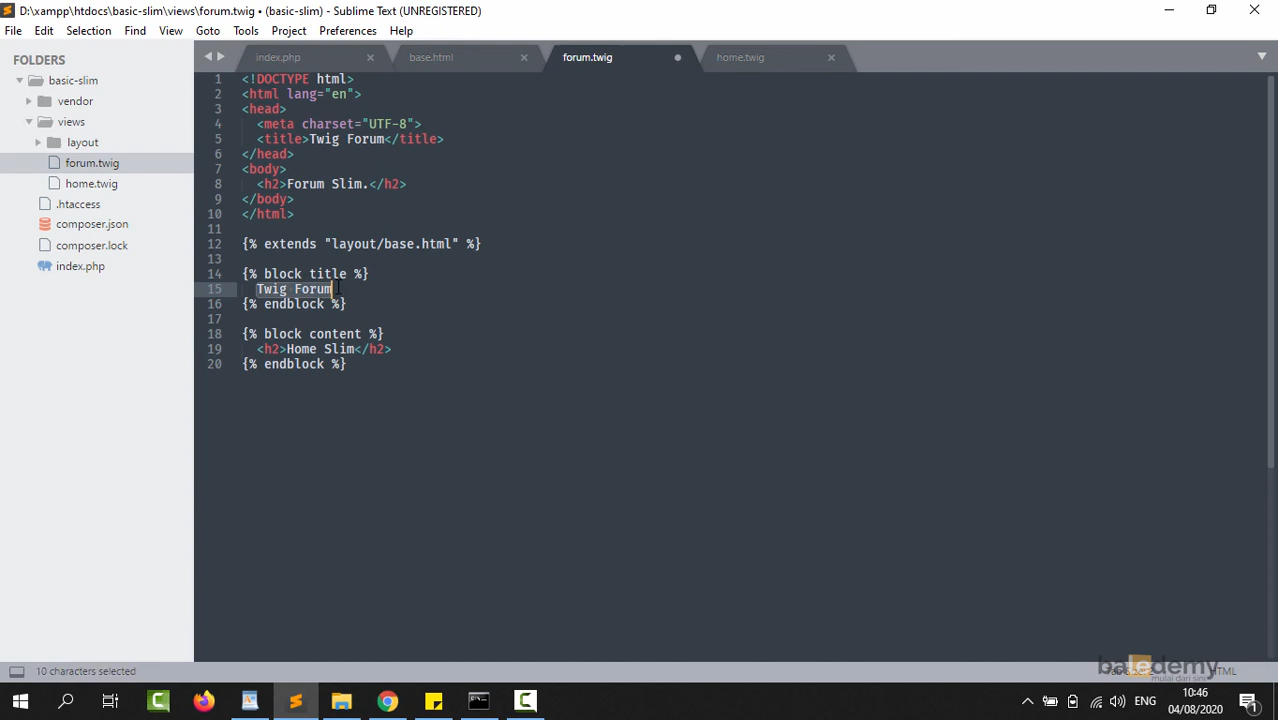 D:\xampp\htdocs\basic-slim\views\forum.twig • (basic-slim) - Sublime Text (UNREGISTERED)
File Edit Selection Find View Goto Tools Project Preferences Help
FOLDERS
basic-slim
vendor
views
layout
forum.twig
home.twig
.htaccess
composer.json
composer.lock
index.php
index.php base.html forum.twig home.twig
1 <!DOCTYPE html>
2 <html lang="en">
3 <head>
4 <meta charset="UTF-8">
5 <title>Twig Forum</title>
6 </head>
7 <body>
8 <h2>Forum Slim.</h2>
9 </body>
10 </html>
11
12 {% extends "layout/base.html" %}
13
14 {% block title %}
15 Twig Forum
16 {% endblock %}
17
18 {% block content %}
19 <h2>Home Slim</h2>
20 {% endblock %}
10 characters selected
HTML
baledemy
mulai dari sini
ENG
10:46
04/08/2020
1